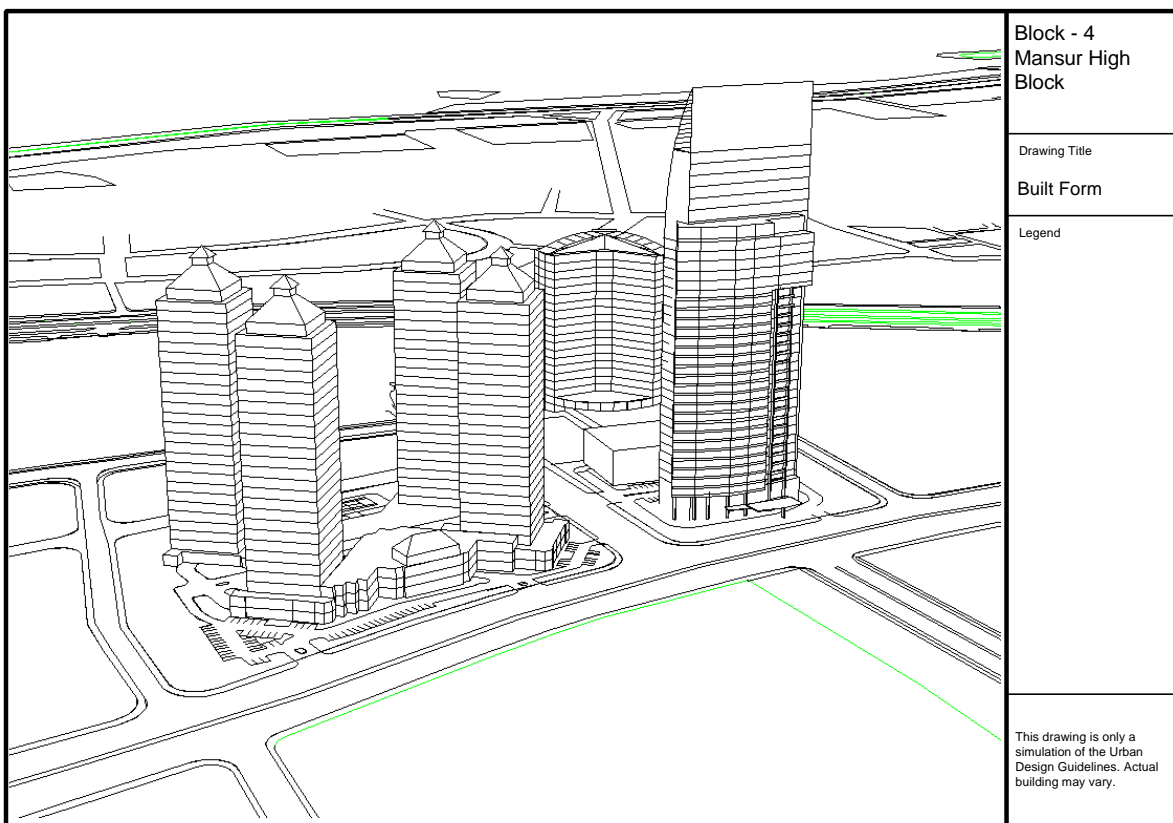 Block - 4
Mansur High
Block
Drawing Title
Built Form
Legend
This drawing is only a
simulation of the Urban
Design Guidelines. Actual
building may vary.